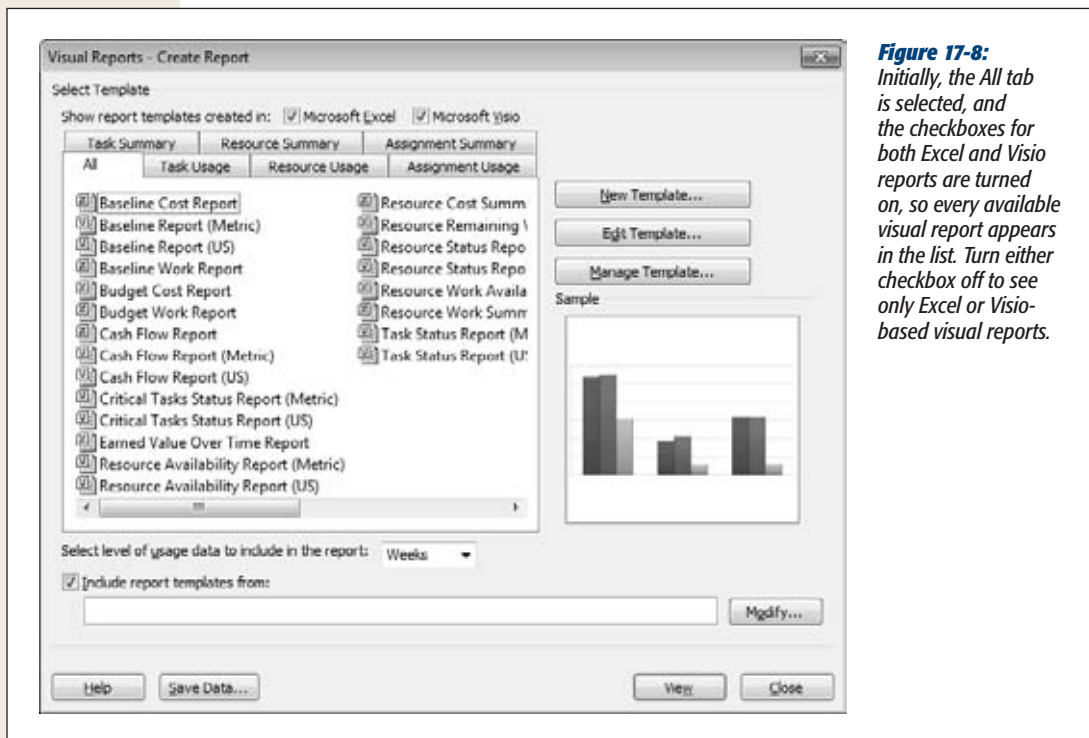 Visual Reports - Create Report
Select Template
Show report templates created in: Microsoft Excel Microsoft Visio
Task Summary Resource Summary Assignment Summary
All Task Usage Resource Usage Assignment Usage
Baseline Cost Report
Baseline Report (Metric)
Baseline Report (US)
Baseline Work Report
Budget Cost Report
Budget Work Report
Cash Flow Report
Cash Flow Report (Metric)
Cash Flow Report (US)
Critical Tasks Status Report (Metric)
Critical Tasks Status Report (US)
Earned Value Over Time Report
Resource Availability Report (Metric)
Resource Availability Report (US)
Resource Cost Summ
Resource Remaining
Resource Status Repo
Resource Status Repo
Resource Work Availa
Resource Work Summ
Task Status Report (M
Task Status Report (U
New Template...
Edit Template...
Manage Template...
Sample
Select level of usage data to include in the report: Weeks
Include report templates from:
Modify...
Help Save Data... View Close
Figure 17-8:
Initially, the All tab
is selected, and
the checkboxes for
both Excel and Visio
reports are turned
on, so every available
visual report appears
in the list. Turn either
checkbox off to see
only Excel or Visio-
based visual reports.